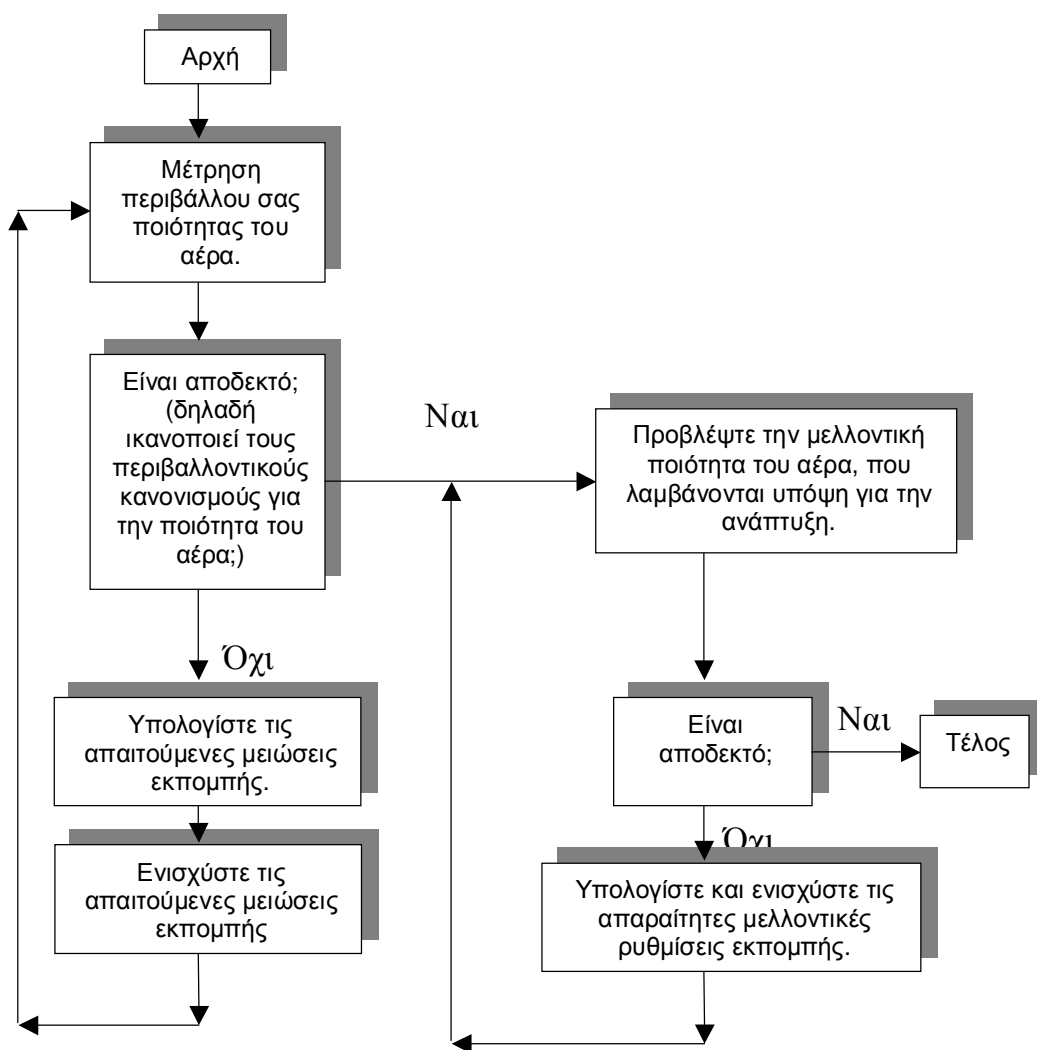 Αρχή
Μέτρηση
περιβάλλου σας
ποιότητας του
αέρα.
Είναι αποδεκτό;
(δηλαδή
ικανοποιεί τους
περιβαλλοντικούς
κανονισμούς για
την ποιότητα του
αέρα;)
Ναι
Προβλέψτε την μελλοντική
ποιότητα του αέρα, που
λαμβάνονται υπόψη για την
ανάπτυξη.
Όχι
Υπολογίστε τις
απαιτούμενες μειώσεις
εκπομπής.
Ενισχύστε τις
απαιτούμενες μειώσεις
εκπομπής
Είναι
αποδεκτό;
Ναι
Τέλος
Όχι
Υπολογίστε και ενισχύστε τις
απαραίτητες μελλοντικές
ρυθμίσεις εκπομπής.